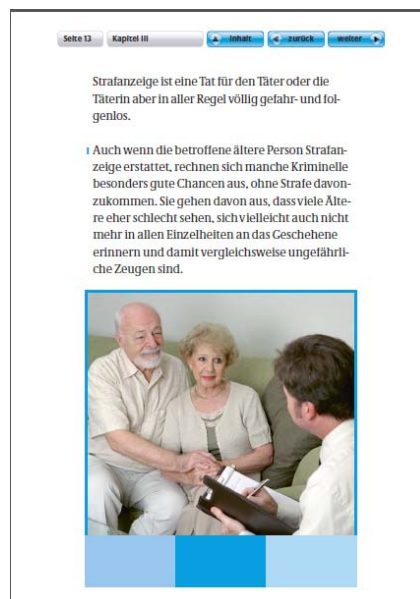 Seite 13 Kapitel III Inhalt zurück weiter
Strafanzeige ist eine Tat für den Täter oder die
Täterin aber in aller Regel völlig gefahr- und fol-
genlos.
Auch wenn die betroffene ältere Person Strafan-
zeige erstattet, rechnen sich manche Kriminelle
besonders gute Chancen aus, ohne Strafe davon-
zukommen. Sie gehen davon aus, dass viele Älte-
re eher schlecht sehen, sich vielleicht auch nicht
mehr in allen Einzelheiten an das Geschehene
erinnern und damit vergleichsweise ungefährli-
che Zeugen sind.